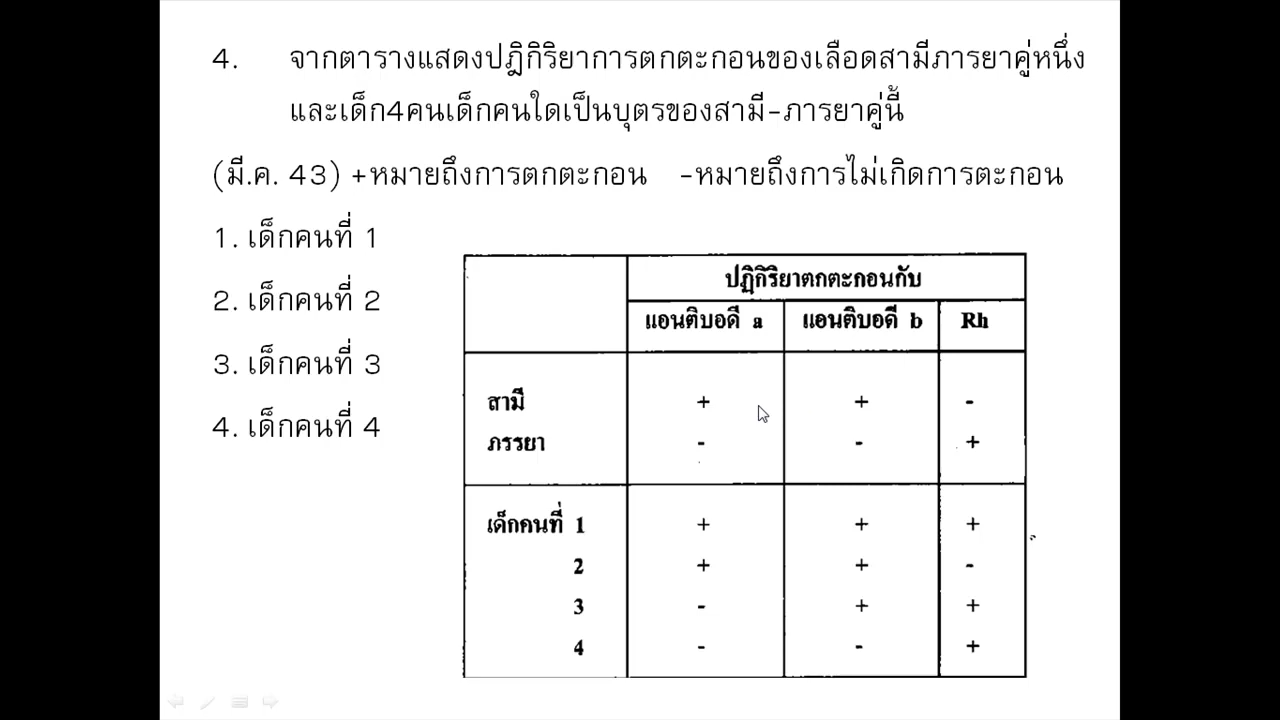 4. จากตารางแสดงปฎิกิริยาการตกตะกอนของเลือดสามีภารยาคู่หนึ่ง
และเด็ก4คนเด็กคนใดเป็นบุตรของสามี-ภารยาคู่นี้
(มี.ค. 43) +หมายถึงการตกตะกอน -หมายถึงการไม่เกิดการตะกอน
1. เด็กคนที่ 1
2. เด็กคนที่ 2
3. เด็กคนที่ 3
4. เด็กคนที่ 4
ปฏิกิริยาตกตะกอนกับ
แอนติบอดี a แอนติบอดี b Rh
สามี + + -
ภรรยา - - +
เด็กคนที่ 1 + + +
2 + + -
3 - + +
4 - - +